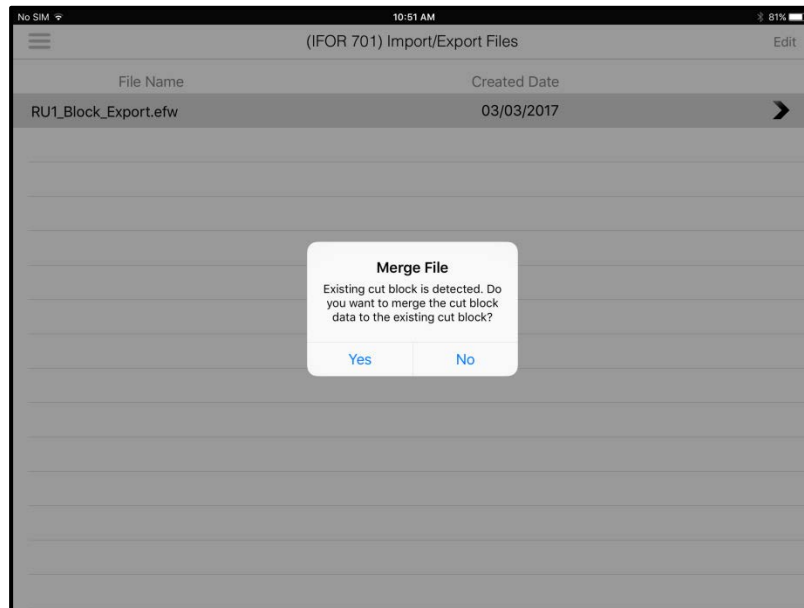 No SIM 10:51 AM 81%
(IFOR 701) Import/Export Files Edit
File Name Created Date
RU1_Block_Export.efw 03/03/2017
Merge File
Existing cut block is detected. Do
you want to merge the cut block
data to the existing cut block?
Yes No